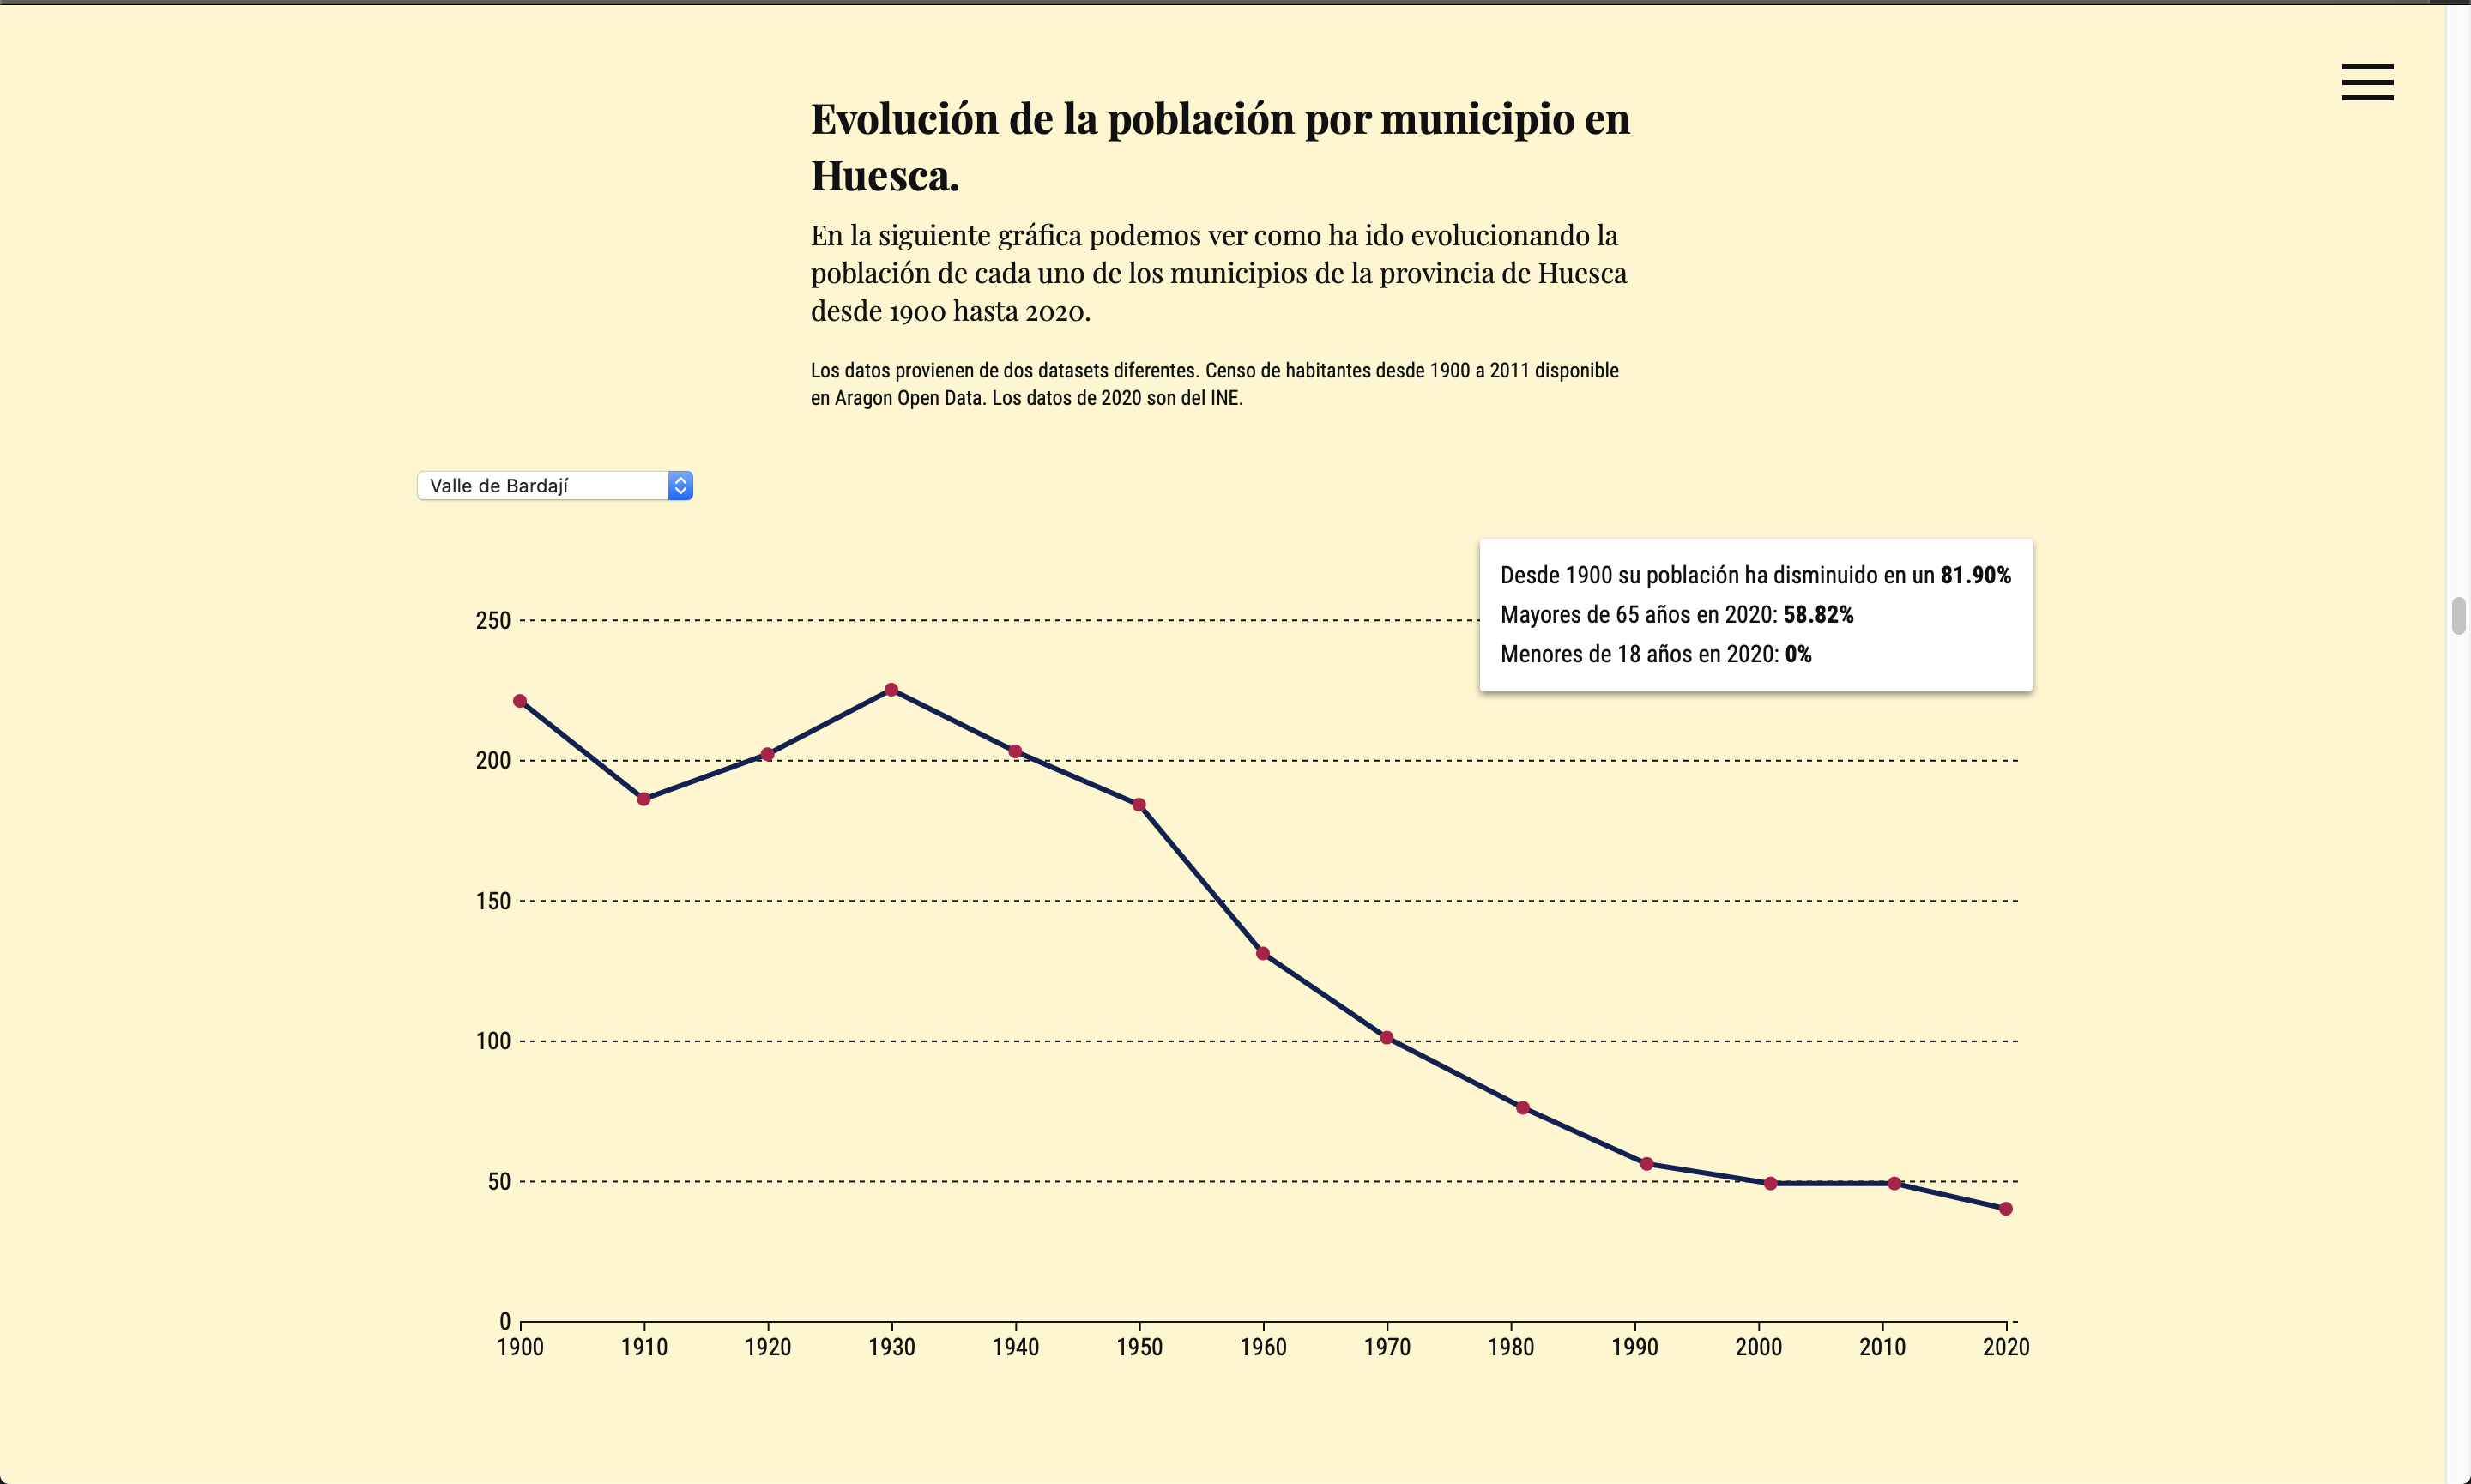 Evolución de la población por municipio en
Huesca.
En la siguiente gráfica podemos ver como ha ido evolucionando la
población de cada uno de los municipios de la provincia de Huesca
desde 1900 hasta 2020.
Los datos provienen de dos datasets diferentes. Censo de habitantes desde 1900 a 2011 disponible
en Aragon Open Data. Los datos de 2020 son del INE.
Valle de Bardají
Desde 1900 su población ha disminuido en un 81.90%
Mayores de 65 años en 2020: 58.82%
Menores de 18 años en 2020: 0%
250
200
150
100
50
0
1900 1910 1920 1930 1940 1950 1960 1970 1980 1990 2000 2010 2020